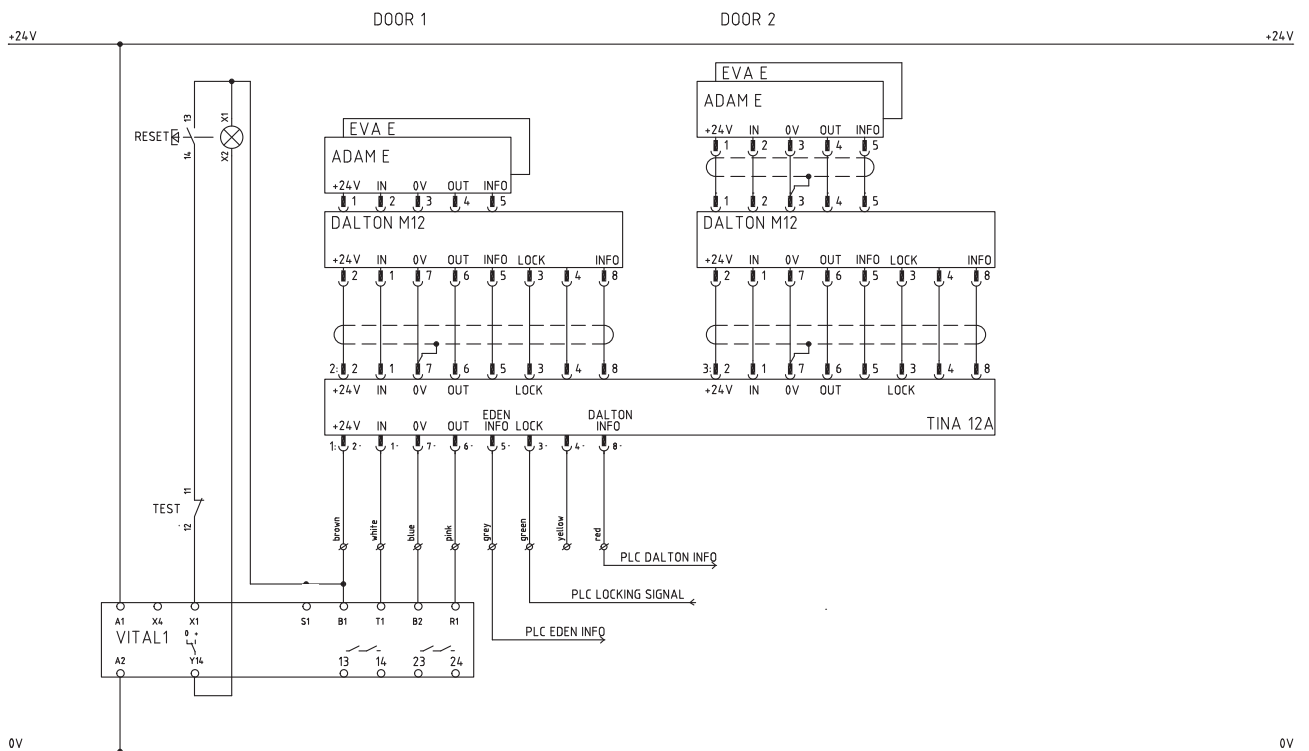 DOOR 1 DOOR 2
+24V +24V
EVA E
ADAM E
+24V IN 0V OUT INFO
1 2 3 4 5
13 X1
RESET
14 X2
EVA E
ADAM E
+24V IN 0V OUT INFO
1 2 3 4 5
1 2 3 4 5
DALTON M12 DALTON M12
+24V IN 0V OUT INFO LOCK INFO +24V IN 0V OUT INFO LOCK INFO
2 1 7 6 5 3 4 8 2 1 7 6 5 3 4 8
2: 2 1 7 6 5 3 4 8 3: 2 1 7 6 5 3 4 8
+24V IN 0V OUT LOCK +24V IN 0V OUT LOCK
EDEN DALTON
+24V IN 0V OUT INFO LOCK INFO TINA 12A
1: 2- 1- 7- 6- 5- 3- 4- 8-
11
TEST
12
brown white blue pink grey green yellow red
PLC DALTON INFO
PLC LOCKING SIGNAL
A1 X4 X1 S1 B1 T1 B2 R1
PLC EDEN INFO
VITAL1 0 +
A2 Y14 13 14 23 24
0V 0V